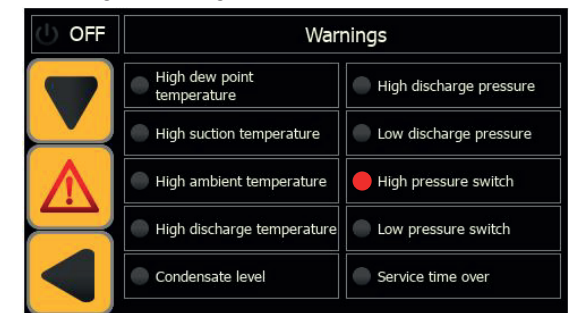 OFF
Warnings
High dew point
temperature
High discharge pressure
High suction temperature
Low discharge pressure
High ambient temperature
High pressure switch
High discharge temperature
Low pressure switch
Condensate level
Service time over